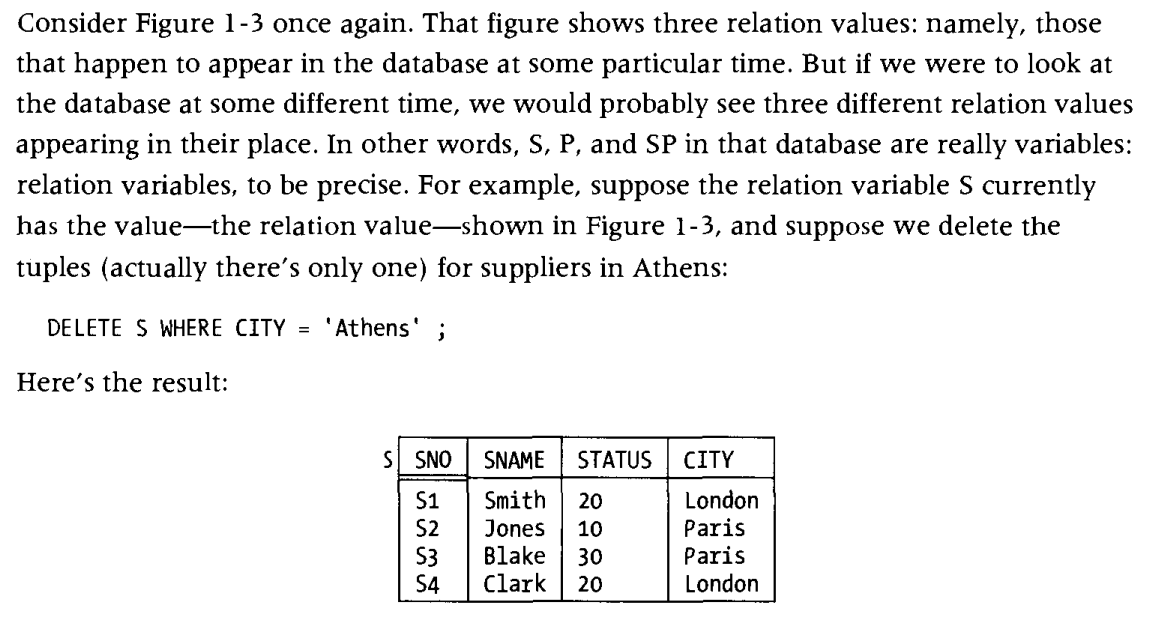 Consider Figure 1-3 once again. That figure shows three relation values: namely, those
that happen to appear in the database at some particular time. But if we were to look at
the database at some different time, we would probably see three different relation values
appearing in their place. In other words, S, P, and SP in that database are really variables:
relation variables, to be precise. For example, suppose the relation variable S currently
has the value—the relation value—shown in Figure 1-3, and suppose we delete the
tuples (actually there's only one) for suppliers in Athens:
DELETE S WHERE CITY = 'Athens' ;
Here's the result:
S SNO SNAME STATUS CITY
S1 Smith 20 London
S2 Jones 10 Paris
S3 Blake 30 Paris
S4 Clark 20 London